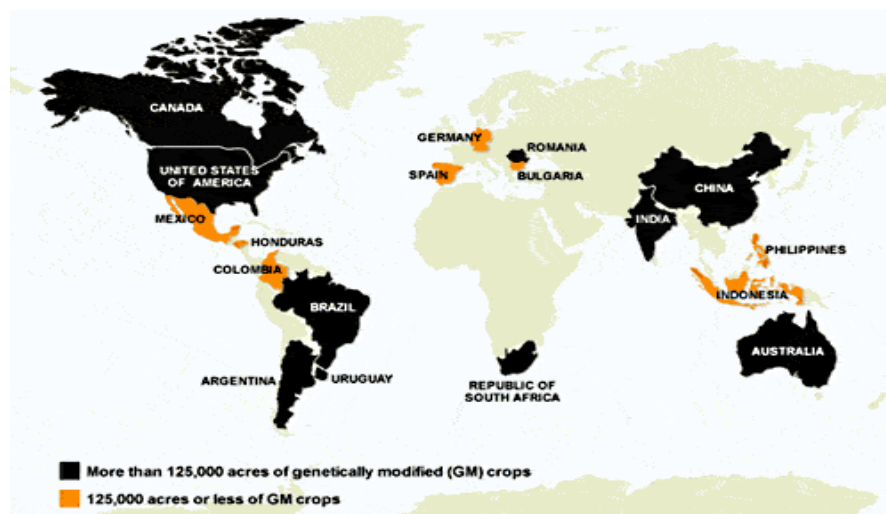 CANADA
GERMANY
ROMANIA
UNITED STATES
OF AMERICA
SPAIN
BULGARIA
CHINA
MEXICO
INDIA
HONDURAS
PHILIPPINES
COLOMBIA
INDONESIA
BRAZIL
AUSTRALIA
ARGENTINA
URUGUAY
REPUBLIC OF
SOUTH AFRICA
More than 125,000 acres of genetically modified (GM) crops
125,000 acres or less of GM crops